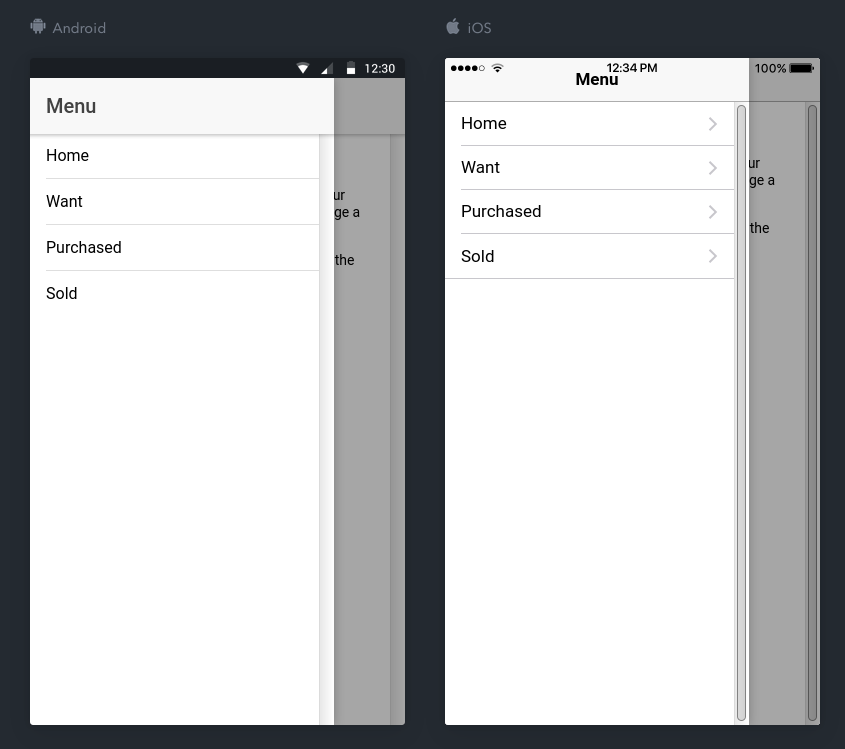 Android
12:30
Menu
Home
Want
Purchased
Sold
ur
ge a
the
iOS
12:34 PM
100%
Menu
Home
Want
Purchased
Sold
ur
ge a
the